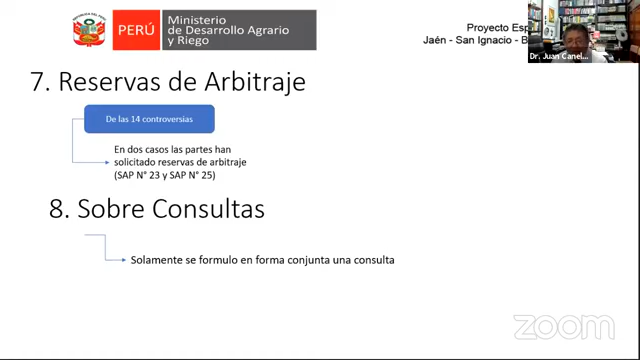 PERÚ
Ministerio
de Desarrollo Agrario
y Riego
Proyecto Esp
Jaén - San Ignacio - B
Dr. Juan Canel...
7. Reservas de Arbitraje
De las 14 controversias
En dos casos las partes han
solicitado reservas de arbitraje
(SAP N° 23 y SAP N° 25)
8. Sobre Consultas
Solamente se formulo en forma conjunta una consulta
zoom